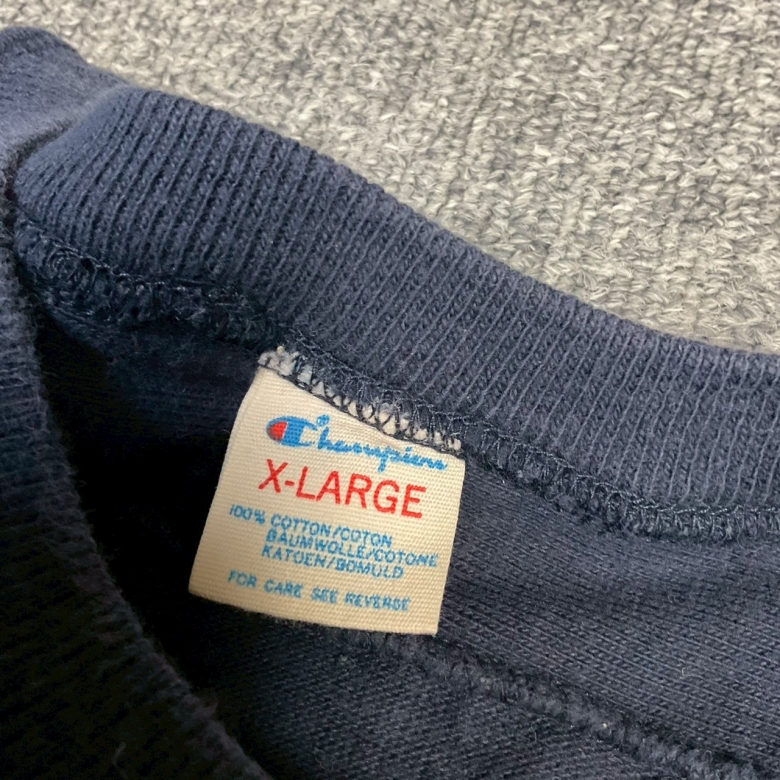 Champion
X-LARGE
100% COTTON/COTON
BAUMWOLLE/COTONE
KATOEN/BOMULD
FOR CARE SEE REVERSE